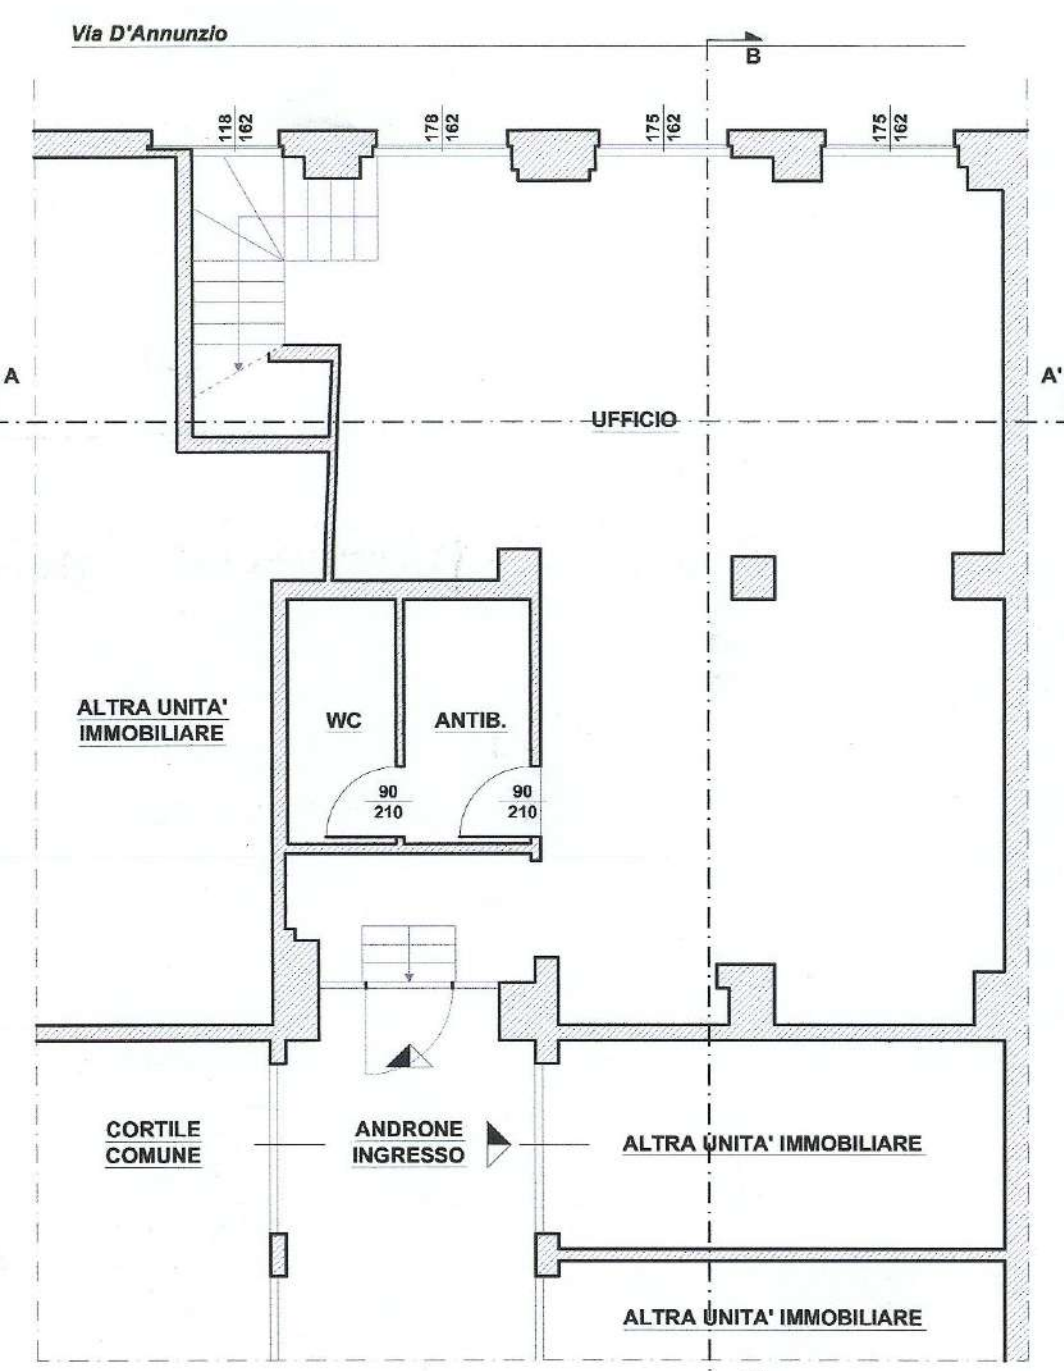 Via D'Annunzio
B
118
162
178
162
175
162
175
162
A
A'
UFFICIO
ALTRA UNITA'
IMMOBILIARE
WC
ANTIB.
90
210
90
210
CORTILE
COMUNE
ANDRONE
INGRESSO
ALTRA UNITA' IMMOBILIARE
ALTRA UNITA' IMMOBILIARE